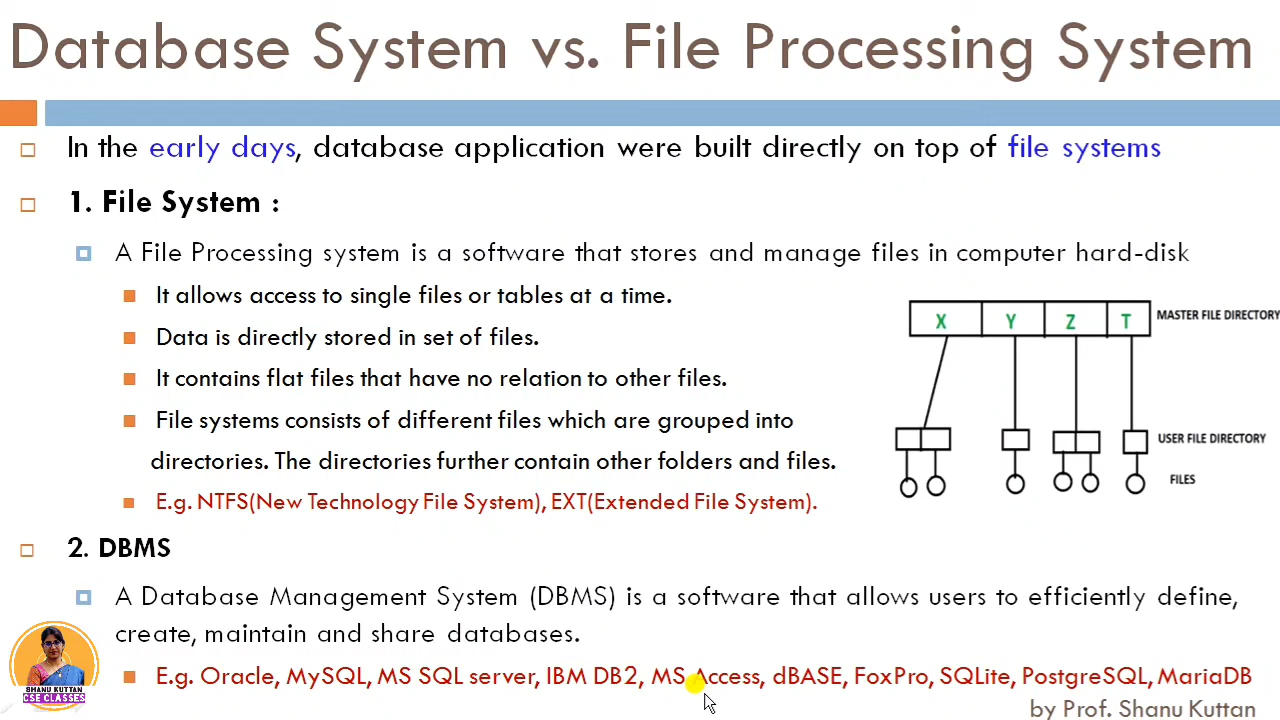 Database System vs. File Processing System
In the early days, database application were built directly on top of file systems
1. File System :
A File Processing system is a software that stores and manage files in computer hard-disk
It allows access to single files or tables at a time.
Data is directly stored in set of files.
It contains flat files that have no relation to other files.
File systems consists of different files which are grouped into
directories. The directories further contain other folders and files.
E.g. NTFS(New Technology File System), EXT(Extended File System).
X Y Z T MASTER FILE DIRECTORY
USER FILE DIRECTORY
FILES
2. DBMS
A Database Management System (DBMS) is a software that allows users to efficiently define,
create, maintain and share databases.
E.g. Oracle, MySQL, MS SQL server, IBM DB2, MS Access, dBASE, FoxPro, SQLite, PostgreSQL, MariaDB
SHANU KUTTAN
CSE CLASSES
by Prof. Shanu Kuttan